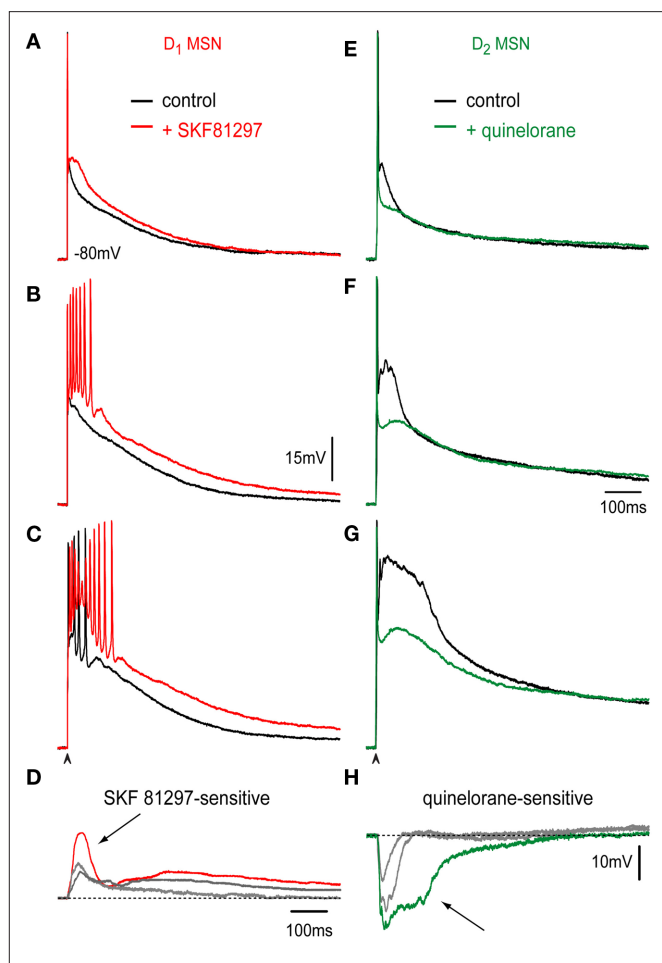 A
D₁ MSN
control
+ SKF81297
-80mV
B
15mV
C
D
SKF 81297-sensitive
100ms
E
D₂ MSN
control
+ quinelorane
F
100ms
G
H
quinelorane-sensitive
10mV